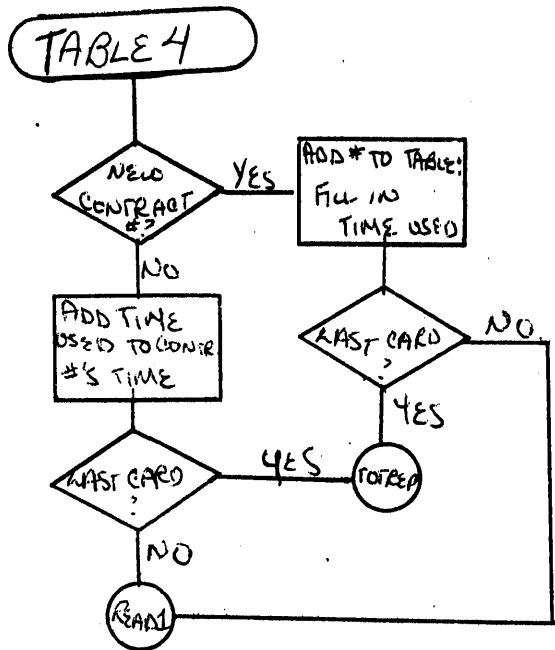 TABLE 4
NEW
CONTRACT
#?
YES
ADD # TO TABLE:
FILL IN
TIME USED
NO
ADD TIME
USED TO CONTR
#'S TIME
LAST CARD
?
NO
YES
LAST CARD
?
YES
TOTREP
NO
READ1